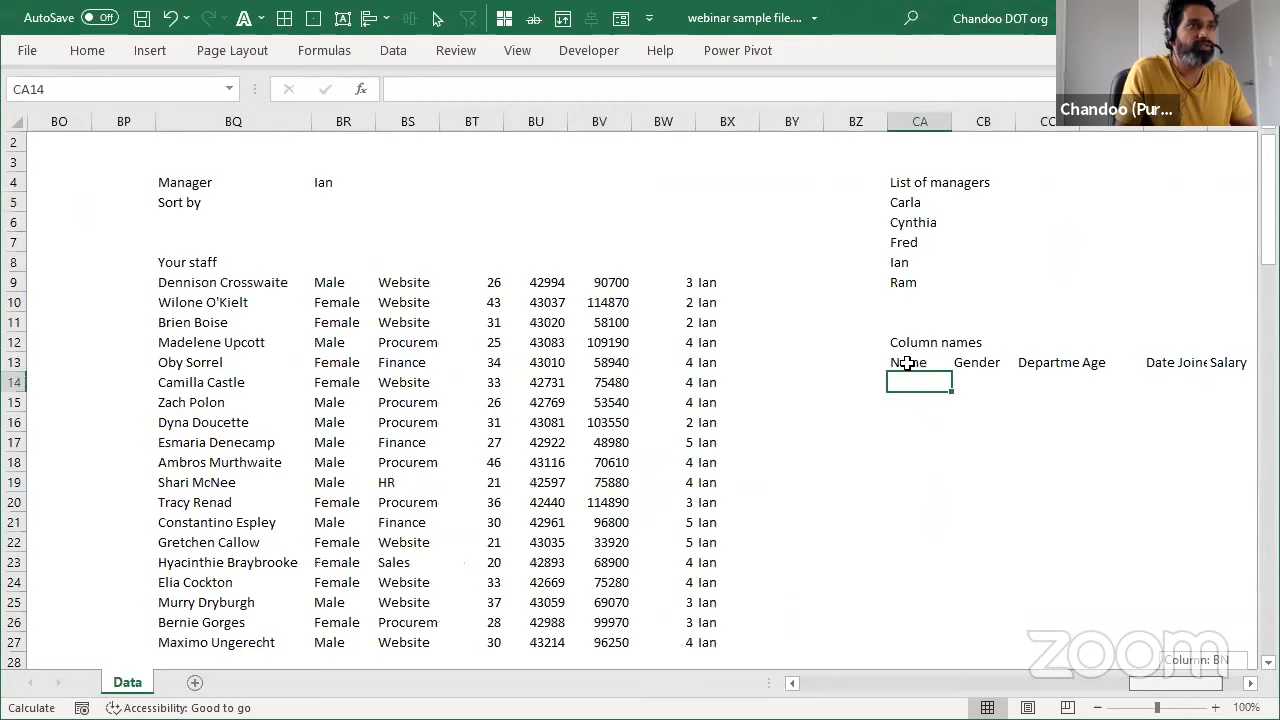 AutoSave Off webinar sample file.... Chandoo DOT org
File Home Insert Page Layout Formulas Data Review View Developer Help Power Pivot
CA14 fx
Chandoo (Pur...
BO BP BQ BR BS BT BU BV BW BX BY BZ CA CB
2
3
4 Manager Ian List of managers
5 Sort by Carla
6 Cynthia
7 Fred
8 Your staff Ian
9 Dennison Crosswaite Male Website 26 42994 90700 3 Ian Ram
10 Wilone O'Kielt Female Website 43 43037 114870 2 Ian
11 Brien Boise Female Website 31 43020 58100 2 Ian
12 Madelene Upcott Male Procurem 25 43083 109190 4 Ian Column names
13 Oby Sorrel Female Finance 34 43010 58940 4 Ian Gender Departme Age Date Joine Salary
14 Camilla Castle Female Website 33 42731 75480 4 Ian
15 Zach Polon Male Procurem 26 42769 53540 4 Ian
16 Dyna Doucette Male Procurem 31 43081 103550 2 Ian
17 Esmaria Denecamp Male Finance 27 42922 48980 5 Ian
18 Ambros Murthwaite Male Procurem 46 43116 70610 4 Ian
19 Shari McNee Male HR 21 42597 75880 4 Ian
20 Tracy Renad Female Procurem 36 42440 114890 3 Ian
21 Constantino Espley Male Finance 30 42961 96800 5 Ian
22 Gretchen Callow Female Website 21 43035 33920 5 Ian
23 Hyacinthie Braybrooke Female Sales 20 42893 68900 4 Ian
24 Elia Cockton Female Website 33 42669 75280 4 Ian
25 Murry Dryburgh Male Website 37 43059 69070 3 Ian
26 Bernie Gorges Female Procurem 28 42988 99970 3 Ian
27 Maximo Ungerecht Male Website 30 43214 96250 4 Ian
28
zoom
Column: BN
Data
Calculate Accessibility: Good to go 100%